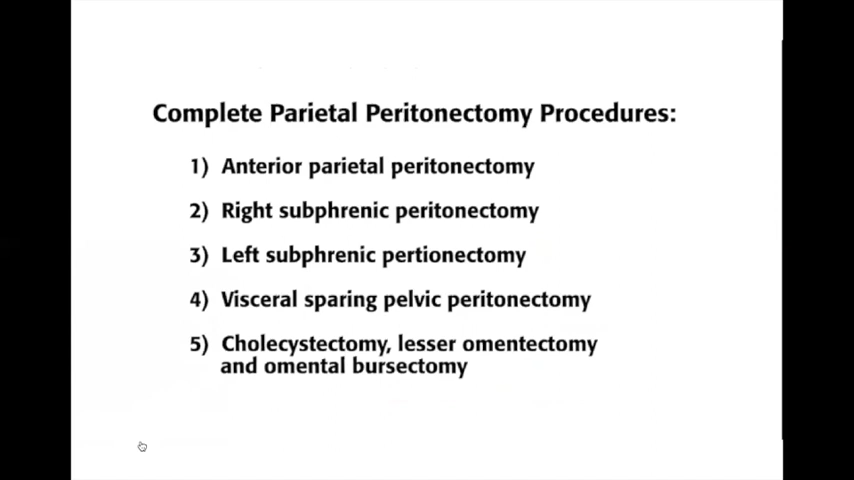 Complete Parietal Peritonectomy Procedures:
1) Anterior parietal peritonectomy
2) Right subphrenic peritonectomy
3) Left subphrenic pertionectomy
4) Visceral sparing pelvic peritonectomy
5) Cholecystectomy, lesser omentectomy
and omental bursectomy